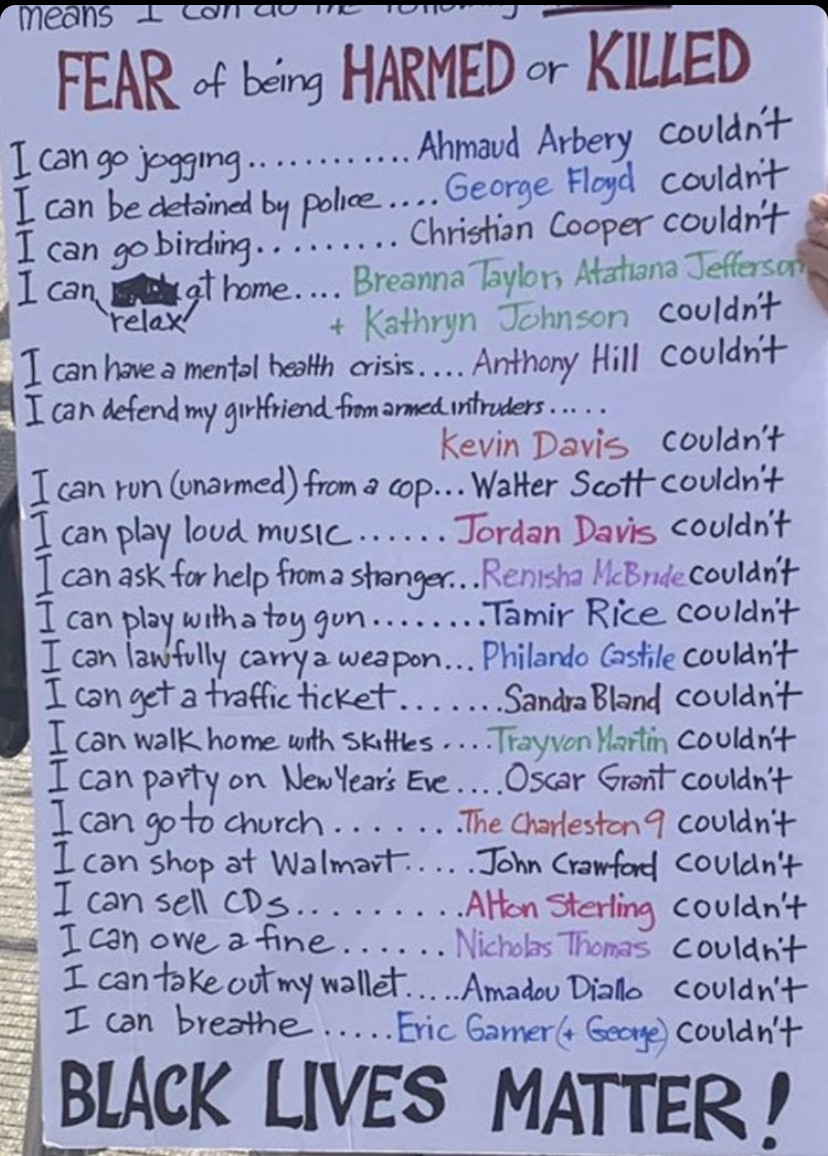 means I can do the following
FEAR of being HARMED or KILLED
I can go jogging............ Ahmaud Arbery couldn't
I can be detained by police.... George Floyd couldn't
I can go birding.......... Christian Cooper couldn't
I can relax at home.... Breanna Taylor, Atatiana Jefferson
+ Kathryn Johnson couldn't
I can have a mental health crisis.... Anthony Hill couldn't
I can defend my girlfriend from armed intruders.....
Kevin Davis couldn't
I can run (unarmed) from a cop... Walter Scott couldn't
I can play loud music...... Jordan Davis couldn't
I can ask for help from a stranger... Renisha McBride couldn't
I can play with a toy gun........ Tamir Rice couldn't
I can lawfully carry a weapon... Philando Castile couldn't
I can get a traffic ticket....... Sandra Bland couldn't
I can walk home with Skittles .... Trayvon Martin couldn't
I can party on New Year's Eve.... Oscar Grant couldn't
I can go to church ....... The Charleston 9 couldn't
I can shop at Walmart..... John Crawford couldn't
I can sell CDs.......... Alton Sterling couldn't
I can owe a fine...... Nicholas Thomas couldn't
I can take out my wallet..... Amadou Diallo couldn't
I can breathe ..... Eric Garner (+ George) couldn't
BLACK LIVES MATTER!